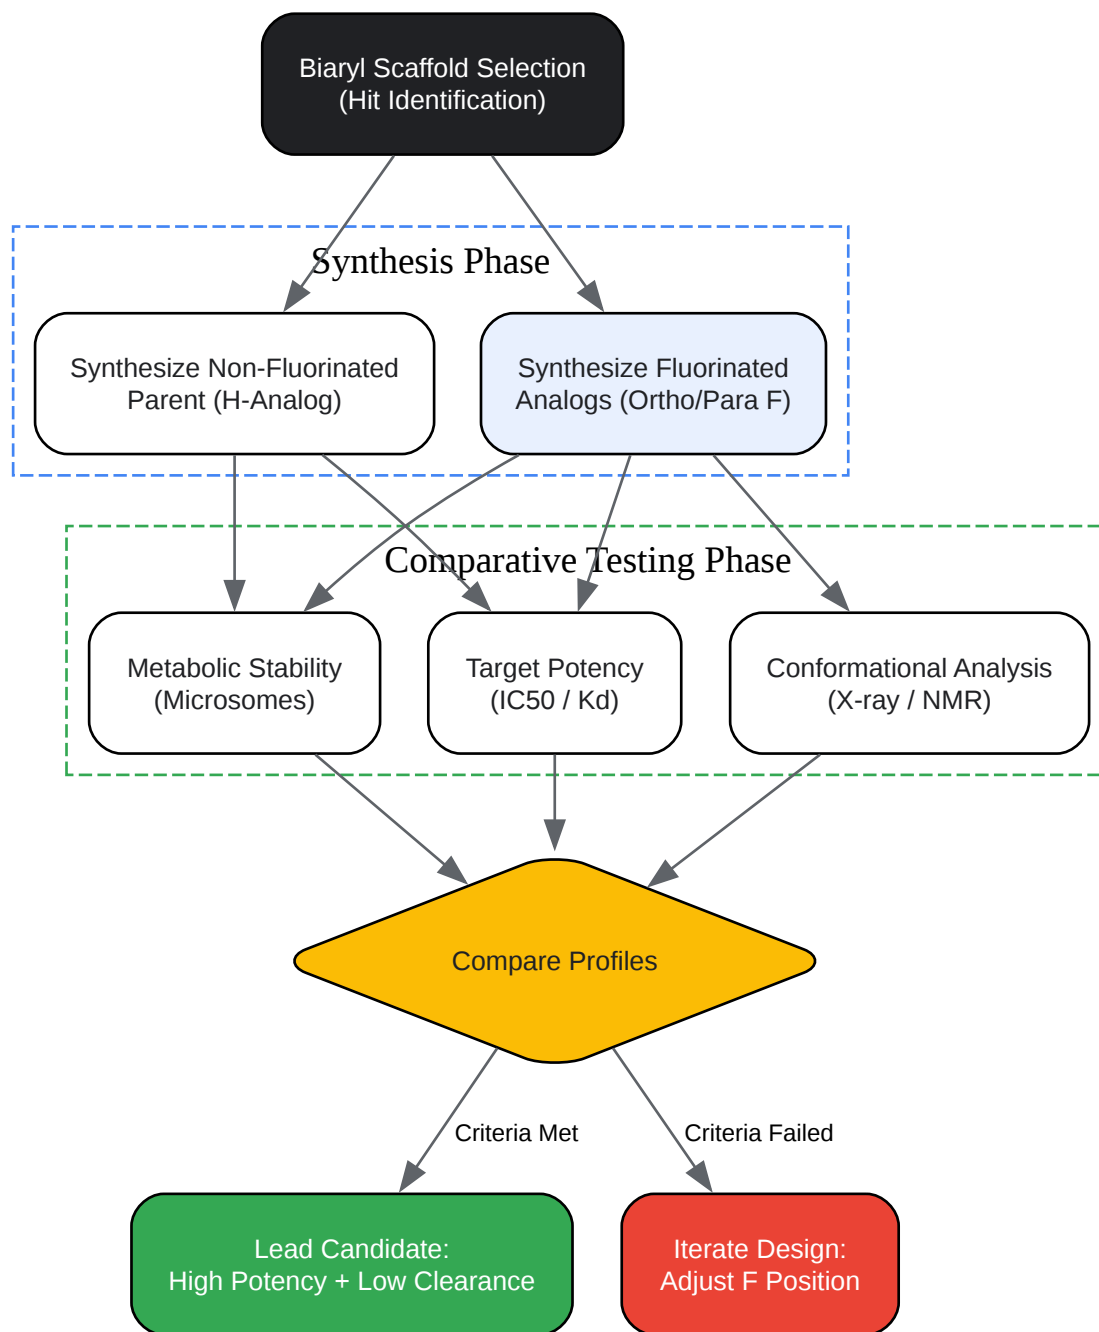 Biaryl Scaffold Selection
(Hit Identification)
Synthesis Phase
Synthesize Non-Fluorinated
Parent (H-Analog)
Synthesize Fluorinated
Analogs (Ortho/Para F)
Comparative Testing Phase
Metabolic Stability
(Microsomes)
Target Potency
(IC50 / Kd)
Conformational Analysis
(X-ray / NMR)
Compare Profiles
Criteria Met
Criteria Failed
Lead Candidate:
High Potency + Low Clearance
Iterate Design:
Adjust F Position